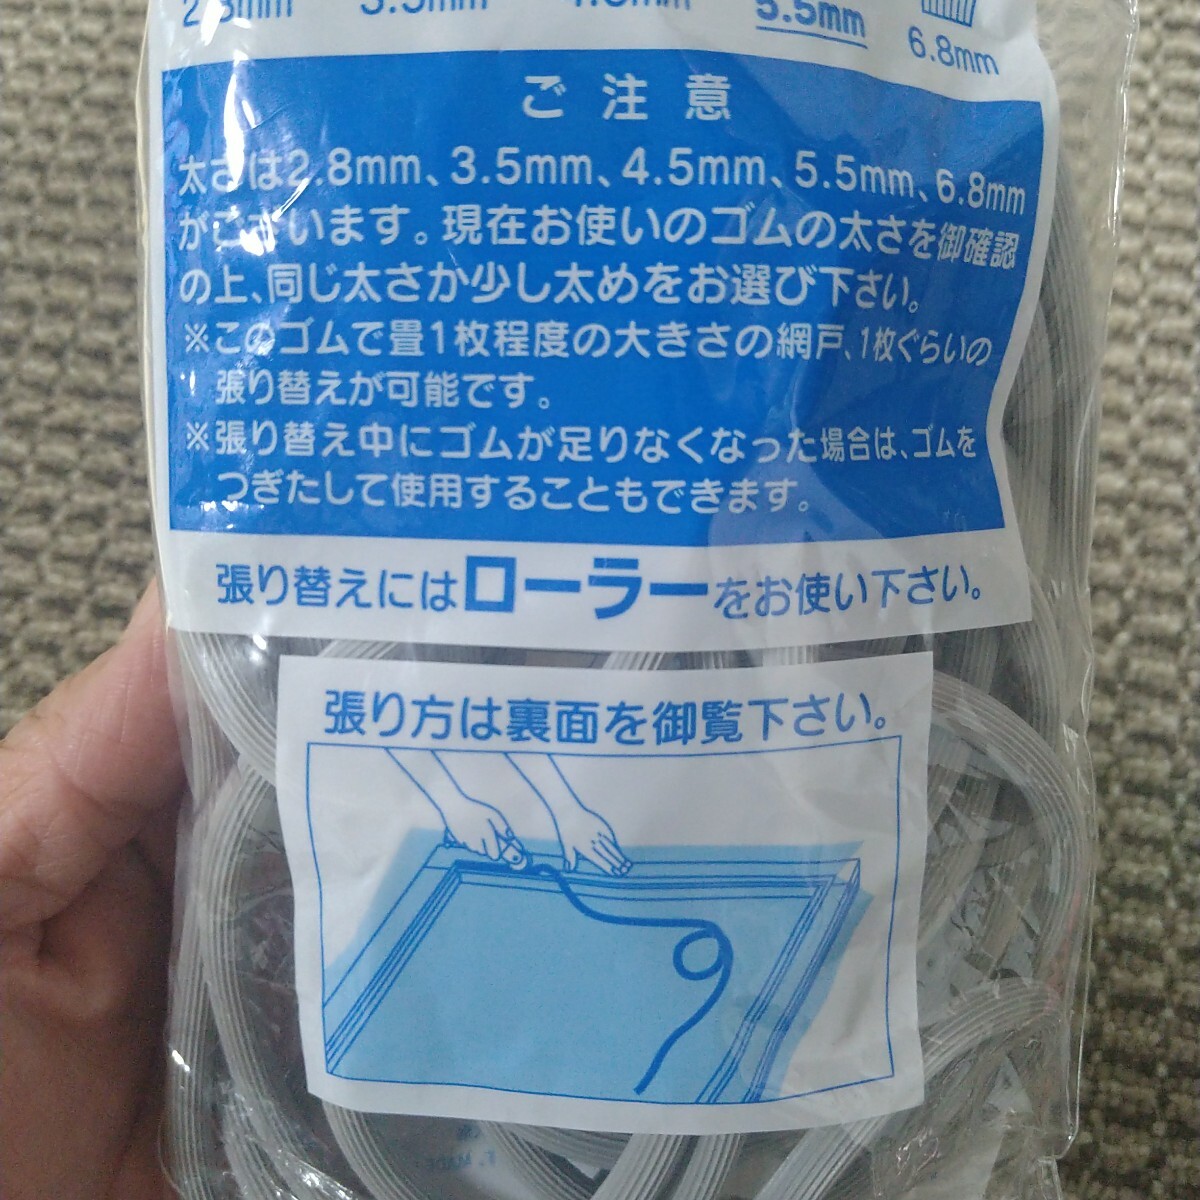 2.8mm 3.5mm 4.5mm 5.5mm 6.8mm
ご注意
太さは2.8mm、3.5mm、4.5mm、5.5mm、6.8mm
がございます。現在お使いのゴムの太さを御確認
の上、同じ太さか少し太めをお選び下さい。
※このゴムで畳1枚程度の大きさの網戸、1枚ぐらいの
張り替えが可能です。
※張り替え中にゴムが足りなくなった場合は、ゴムを
つぎたして使用することもできます。
張り替えにはローラーをお使い下さい。
張り方は裏面を御覧下さい。